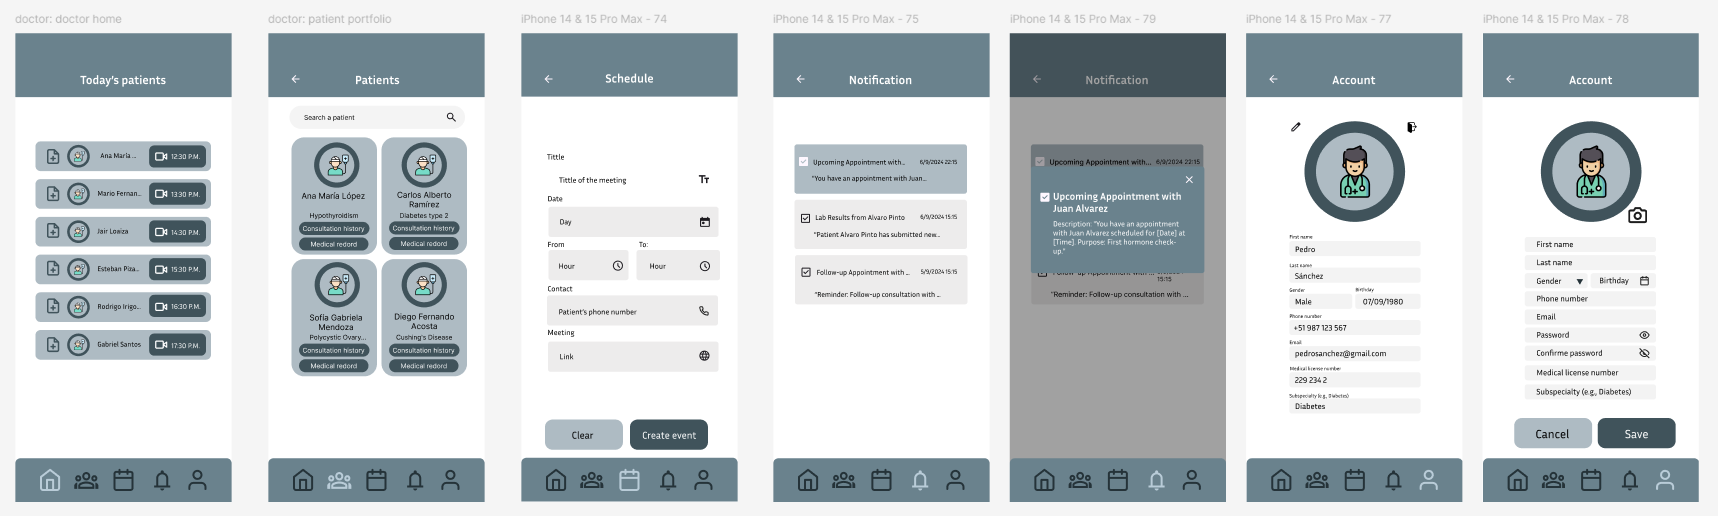 doctor: doctor home
Today's patients
Ana María ...
12:30 P.M.
Mario Fernan...
13:30 P.M.
Jair Loaiza
14:30 P.M.
Esteban Piza...
15:30 P.M.
Rodrigo Irigo...
16:30 P.M.
Gabriel Santos
17:30 P.M.
doctor: patient portfolio
Patients
Search a patient
Ana María López
Hypothyroldism
Consultation history
Medical redord
Carlos Alberto
Ramírez
Diabetes type 2
Consultation history
Medical redord
Sofía Gabriela
Mendoza
Polycystic Ovary...
Consultation history
Medical redord
Diego Fernando
Acosta
Cushing's Disease
Consultation history
Medical redord
iPhone 14 & 15 Pro Max - 74
Schedule
Tittle
Tittle of the meeting
Tт
Date
Day
From
To:
Hour
Hour
Contact
Patient's phone number
Meeting
Link
Clear
Create event
iPhone 14 & 15 Pro Max - 75
Notification
Upcoming Appointment with...
6/9/2024 22:15
"You have an appointment with Juan...
Lab Results from Alvaro Pinto
6/9/2024 15:15
"Patient Alvaro Pinto has submitted new...
Follow-up Appointment with ...
5/9/2024 15:15
"Reminder: Follow-up consultation with ...
iPhone 14 & 15 Pro Max - 79
Notification
Upcoming Appointment with...
6/9/2024 22:15
Upcoming Appointment with
Juan Alvarez
Description: "You have an appointment
with Juan Alvarez scheduled for [Date] at
[Time]. Purpose: First hormone check-
up."
Follow-up Appointment with ...
15:15
"Reminder: Follow-up consultation with ...
iPhone 14 & 15 Pro Max - 77
Account
First name
Pedro
Last name
Sánchez
Gender
Birthday
Male
07/09/1980
Phone number
+51 987 123 567
Email
pedrosanchez@gmail.com
Medical license number
229 234 2
Subspecialty (e.g., Diabetes)
Diabetes
iPhone 14 & 15 Pro Max - 78
Account
First name
Last name
Gender
Birthday
Phone number
Email
Password
Confirme password
Medical license number
Subspecialty (e.g., Diabetes)
Cancel
Save